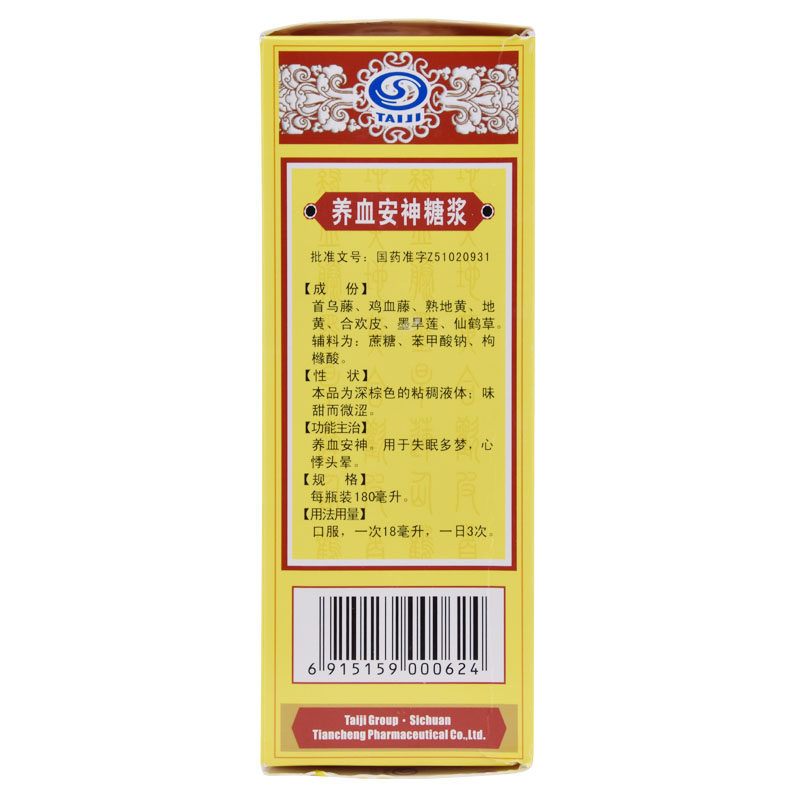 TAIJI
养血安神糖浆
批准文号：国药准字Z51020931
【成 份】
首乌藤、鸡血藤、熟地黄、地
黄、合欢皮、墨旱莲、仙鹤草。
辅料为：蔗糖、苯甲酸钠、枸
橼酸。
【性 状】
本品为深棕色的粘稠液体；味
甜而微涩。
【功能主治】
养血安神。用于失眠多梦，心
悸头晕。
【规 格】
每瓶装180毫升。
【用法用量】
口服，一次18毫升，一日3次。
6 915159 000624
Taiji Group · Sichuan
Tiancheng Pharmaceutical Co.,Ltd.